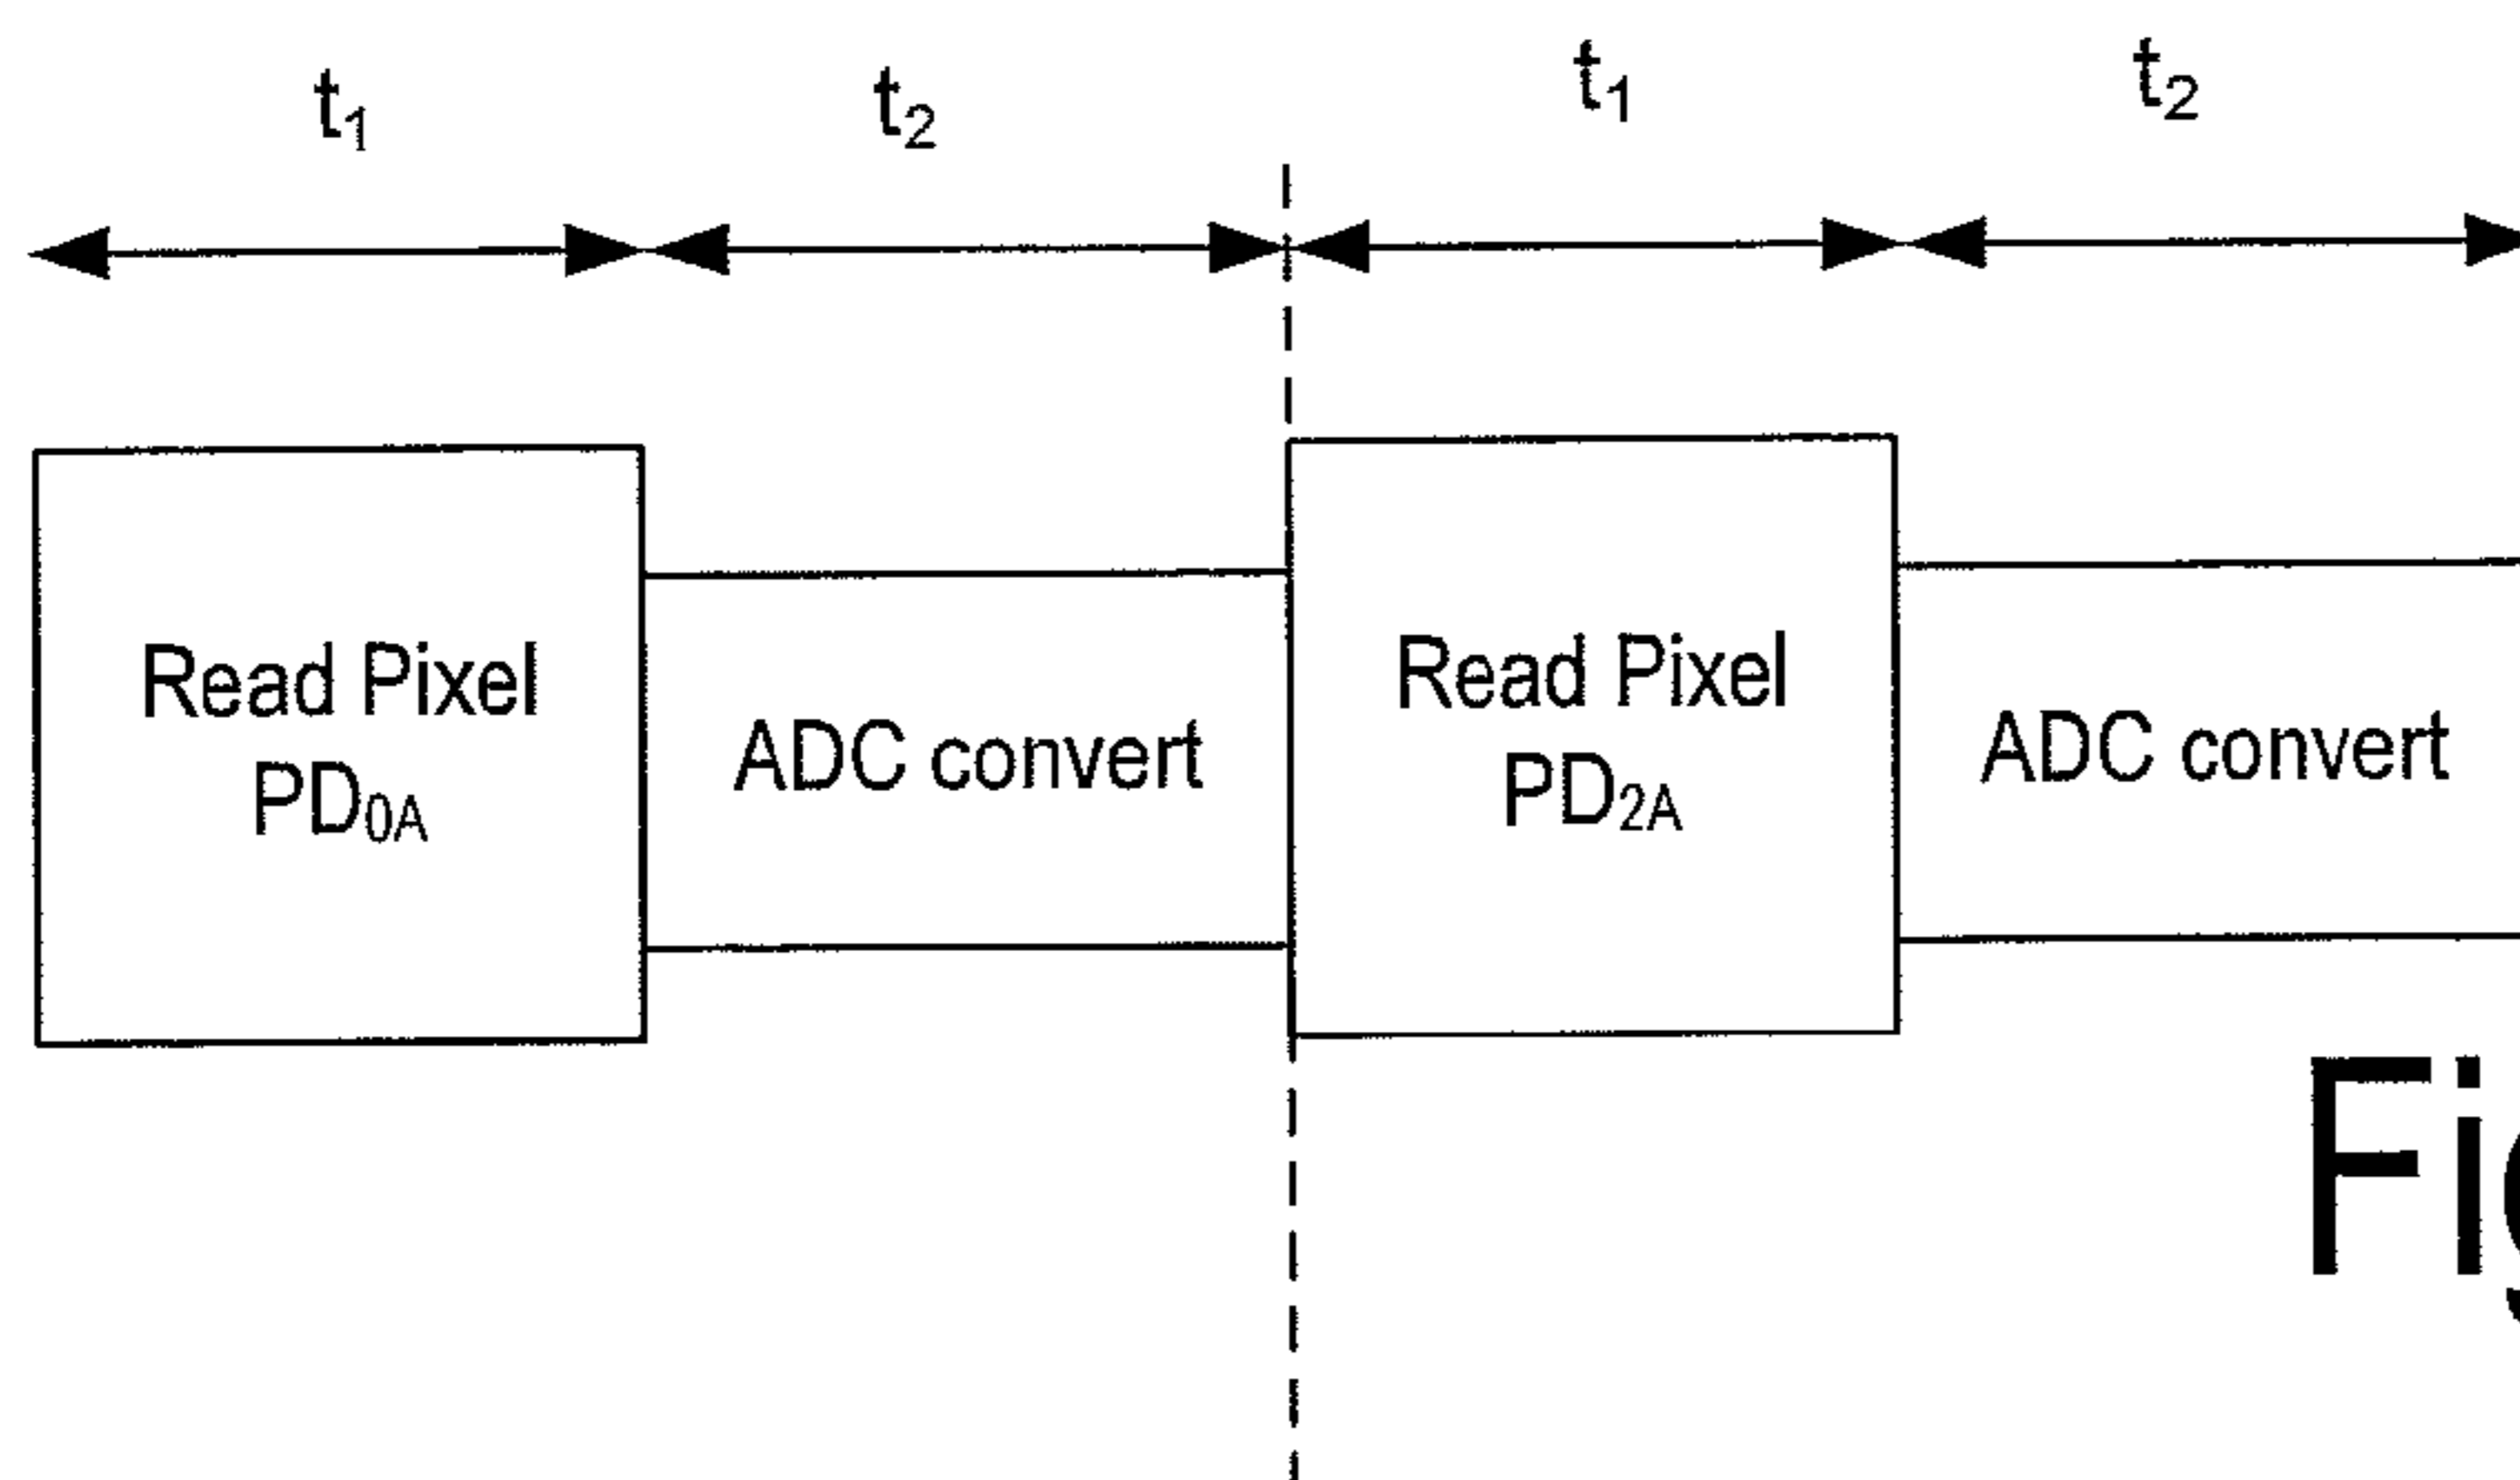 t₁ t₂ t₁ t₂
Read Pixel
PD₀A
ADC convert
Read Pixel
PD₂A
ADC convert